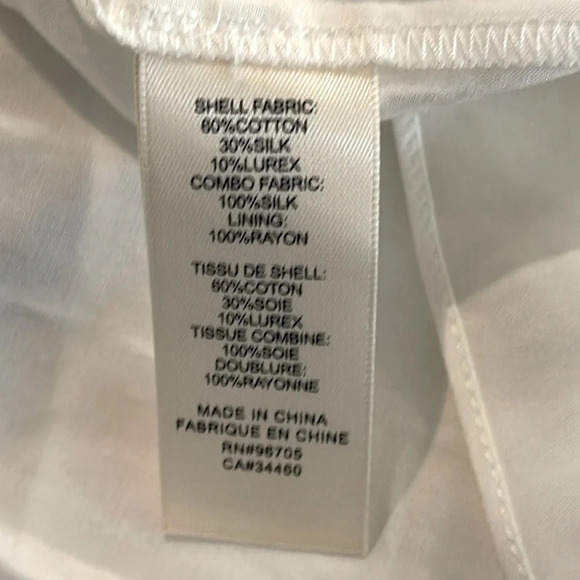 SHELL FABRIC:
60%COTTON
30%SILK
10%LUREX
COMBO FABRIC:
100%SILK
LINING:
100%RAYON
TISSU DE SHELL:
60%COTON
30%SOIE
10%LUREX
TISSUE COMBINE:
100%SOIE
DOUBLURE:
100%RAYONNE
MADE IN CHINA
FABRIQUE EN CHINE
RN#96705
CA#34460